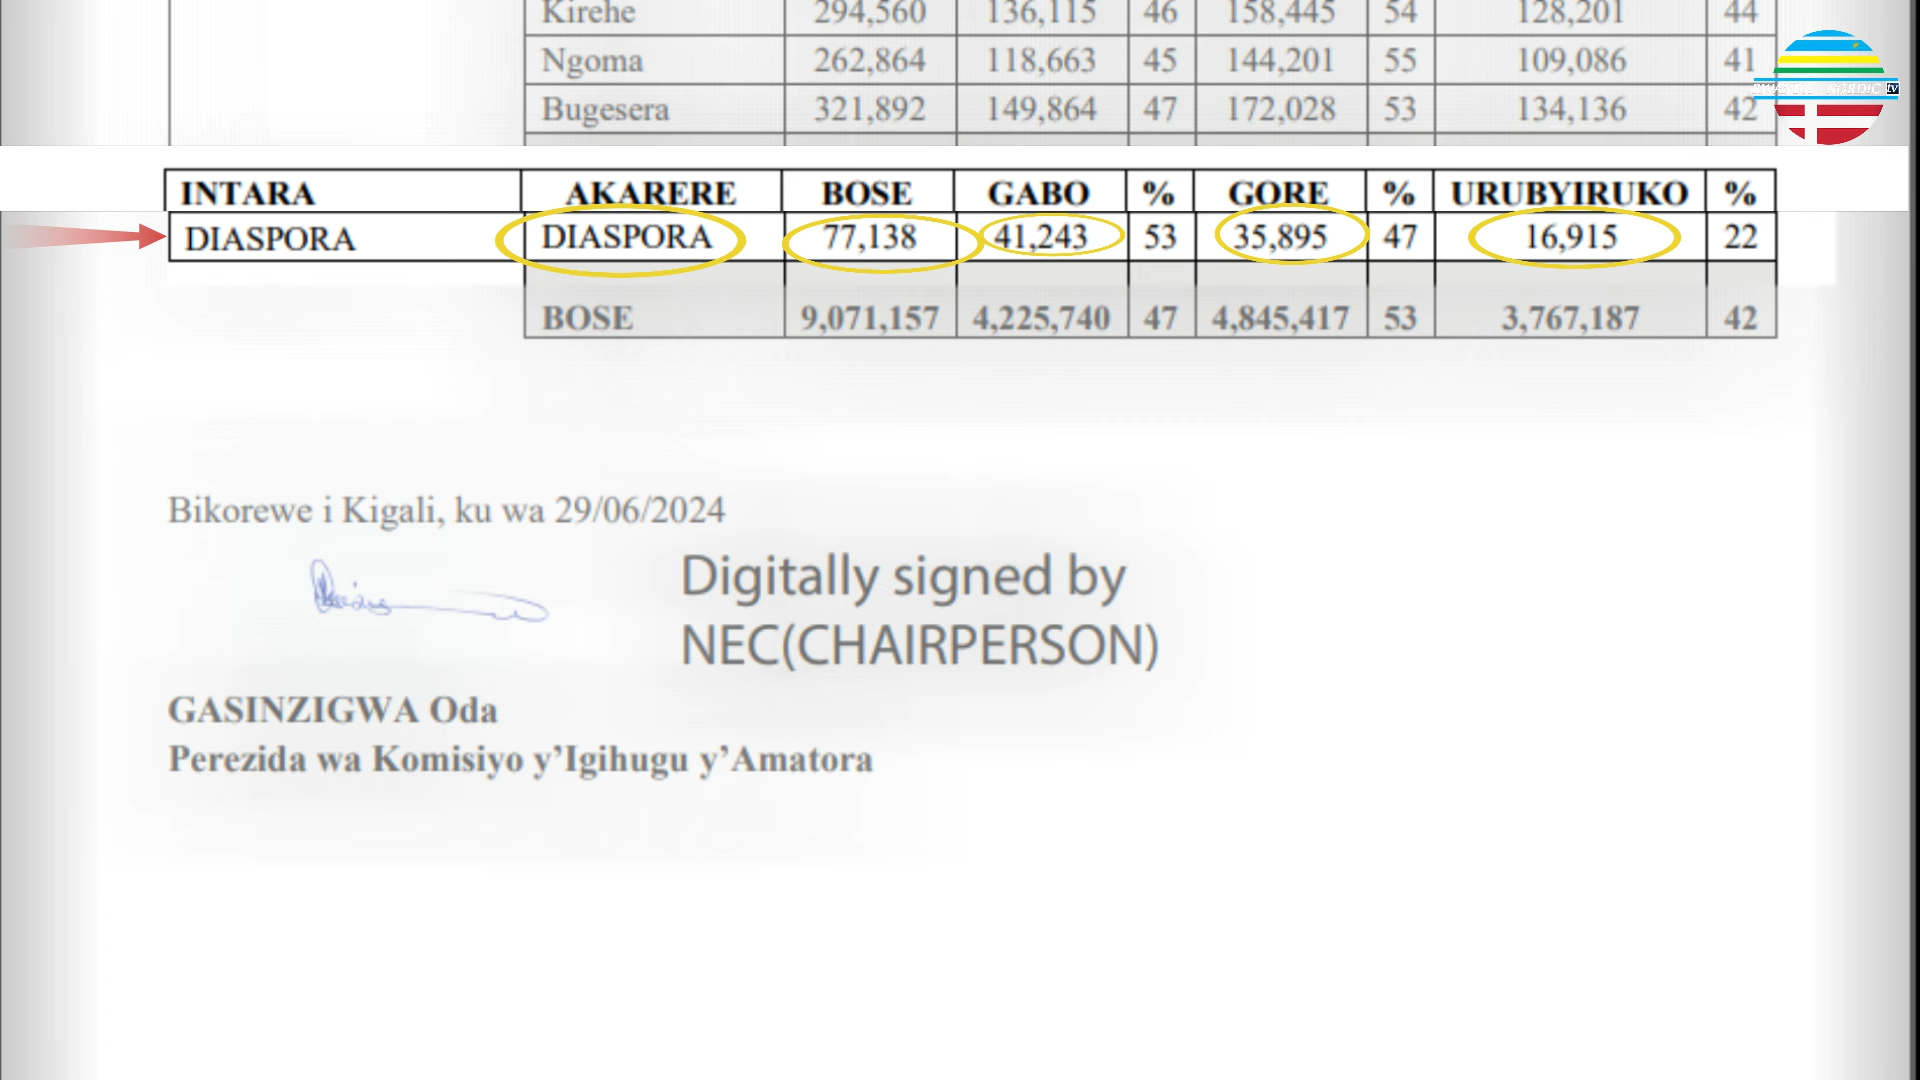 Kirehe 294,560 136,115 46 158,445 54 128,201 44
Ngoma 262,864 118,663 45 144,201 55 109,086 41
Bugesera 321,892 149,864 47 172,028 53 134,136 42
NORDIC tv
INTARA AKARERE BOSE GABO % GORE % URUBYIRUKO %
DIASPORA DIASPORA 77,138 41,243 53 35,895 47 16,915 22
BOSE 9,071,157 4,225,740 47 4,845,417 53 3,767,187 42
Bikorewe i Kigali, ku wa 29/06/2024
Digitally signed by
NEC(CHAIRPERSON)
GASINZIGWA Oda
Perezida wa Komisiyo y’Igihugu y’Amatora